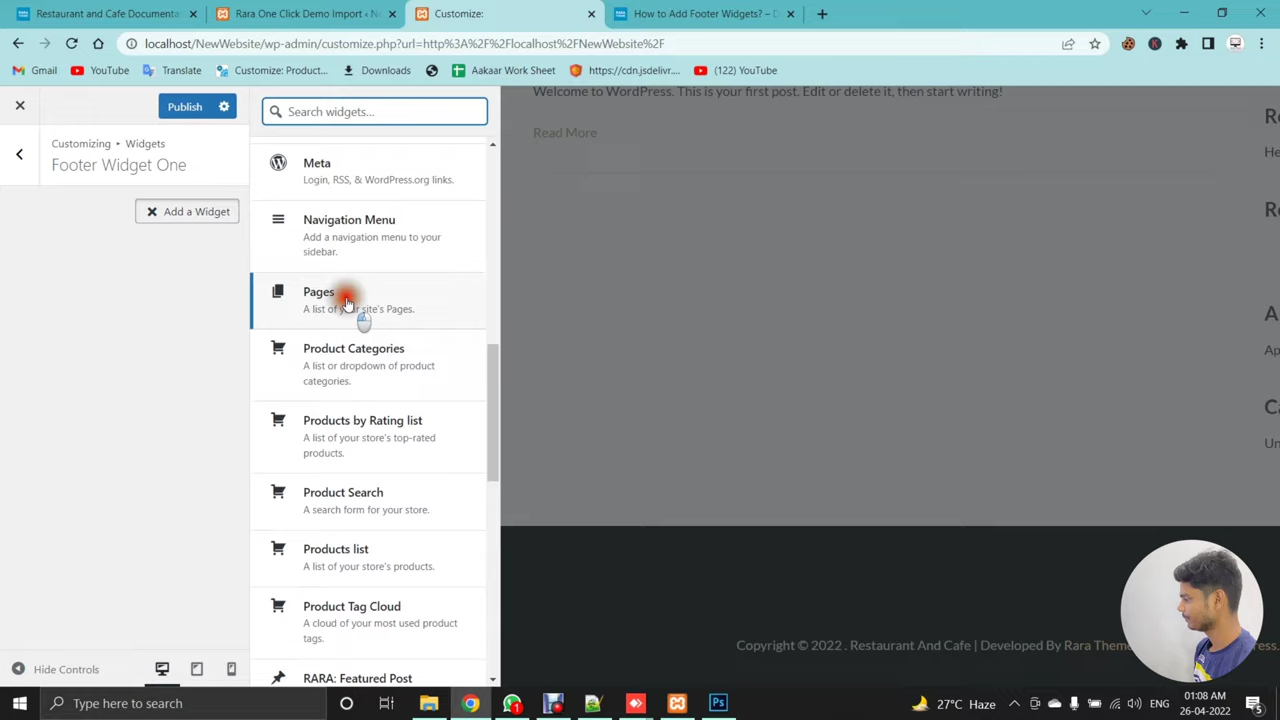 Restaurant and Cafe Documenta
Rara One Click Demo Import ‹ Ne
Customize:
How to Add Footer Widgets? – D
localhost/NewWebsite/wp-admin/customize.php?url=http%3A%2F%2Flocalhost%2FNewWebsite%2F
Gmail
YouTube
Translate
Customize: Product...
Downloads
Aakaar Work Sheet
https://cdn.jsdelivr....
(122) YouTube
Publish
Search widgets...
Welcome to WordPress. This is your first post. Edit or delete it, then start writing!
Read More
Customizing ▸ Widgets
Footer Widget One
Add a Widget
Meta
Login, RSS, & WordPress.org links.
Navigation Menu
Add a navigation menu to your
sidebar.
Pages
A list of your site's Pages.
Product Categories
A list or dropdown of product
categories.
Products by Rating list
A list of your store's top-rated
products.
Product Search
A search form for your store.
Products list
A list of your store's products.
Product Tag Cloud
A cloud of your most used product
tags.
RARA: Featured Post
Hide Controls
Copyright © 2022 . Restaurant And Cafe | Developed By Rara Theme
Type here to search
27°C Haze
ENG
01:08 AM
26-04-2022